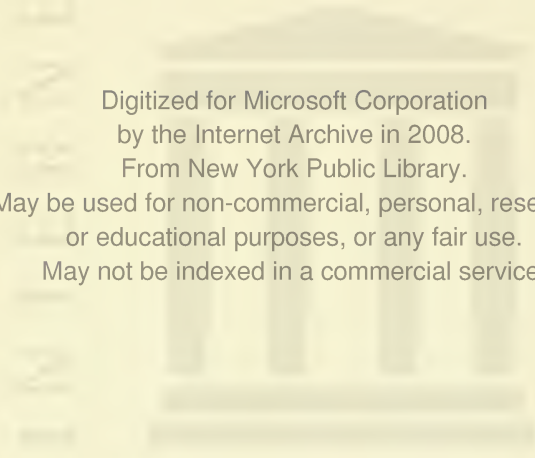 Digitized for Microsoft Corporation
by the Internet Archive in 2008.
From New York Public Library.
May be used for non-commercial, personal, rese
or educational purposes, or any fair use.
May not be indexed in a commercial service